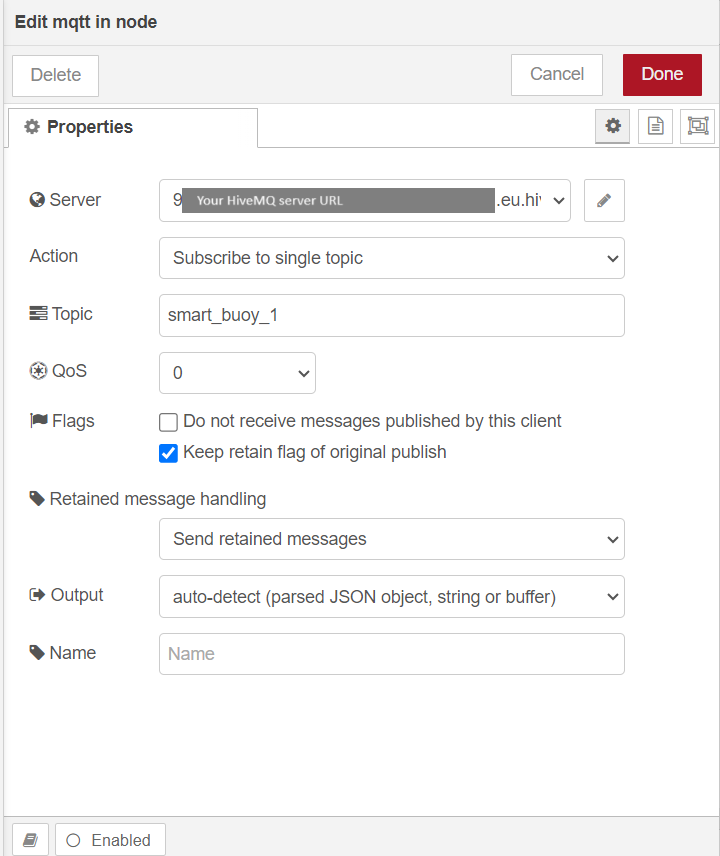 Edit mqtt in node
Delete
Cancel
Done
Properties
Server
9 Your HiveMQ server URL .eu.hiv
Action
Subscribe to single topic
Topic
smart_buoy_1
QoS
0
Flags
Do not receive messages published by this client
Keep retain flag of original publish
Retained message handling
Send retained messages
Output
auto-detect (parsed JSON object, string or buffer)
Name
Name
Enabled